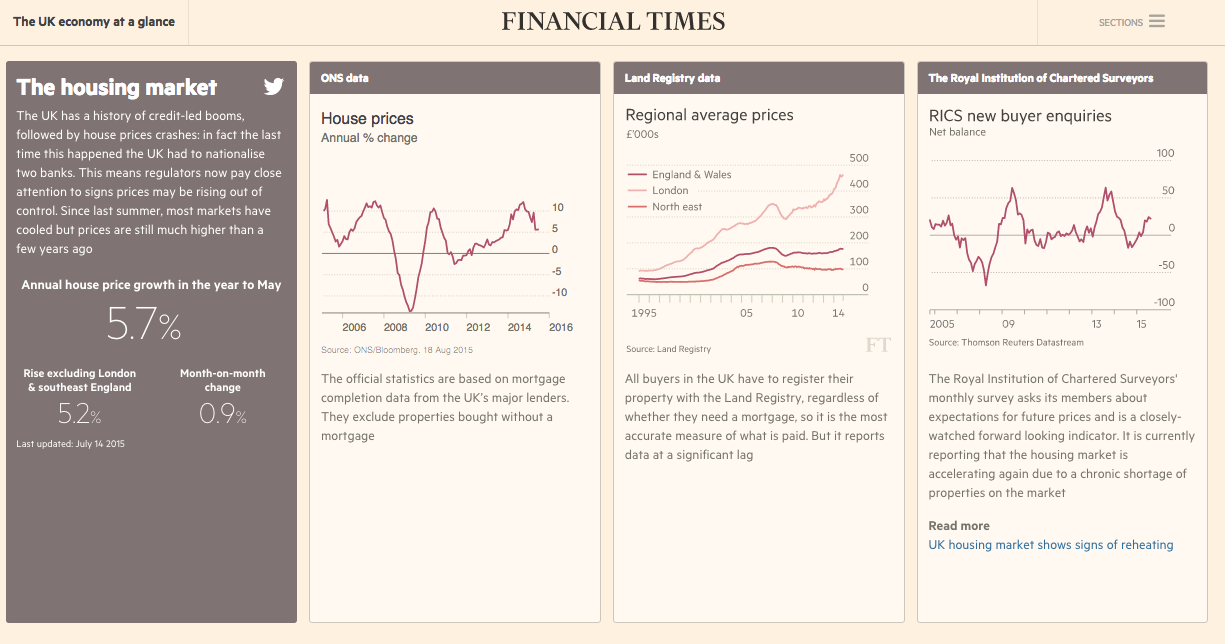 The UK economy at a glance
FINANCIAL TIMES
SECTIONS
The housing market
The UK has a history of credit-led booms,
followed by house prices crashes: in fact the last
time this happened the UK had to nationalise
two banks. This means regulators now pay close
attention to signs prices may be rising out of
control. Since last summer, most markets have
cooled but prices are still much higher than a
few years ago
Annual house price growth in the year to May
5.7%
Rise excluding London
& southeast England
5.2%
Month-on-month
change
0.9%
Last updated: July 14 2015
ONS data
House prices
Annual % change
10
5
0
-5
-10
2006 2008 2010 2012 2014 2016
Source: ONS/Bloomberg, 18 Aug 2015
The official statistics are based on mortgage
completion data from the UK's major lenders.
They exclude properties bought without a
mortgage
Land Registry data
Regional average prices
£'000s
England & Wales
London
North east
500
400
300
200
100
0
1995 05 10 14
Source: Land Registry
FT
All buyers in the UK have to register their
property with the Land Registry, regardless of
whether they need a mortgage, so it is the most
accurate measure of what is paid. But it reports
data at a significant lag
The Royal Institution of Chartered Surveyors
RICS new buyer enquiries
Net balance
100
50
0
-50
-100
2005 09 13 15
Source: Thomson Reuters Datastream
The Royal Institution of Chartered Surveyors'
monthly survey asks its members about
expectations for future prices and is a closely-
watched forward looking indicator. It is currently
reporting that the housing market is
accelerating again due to a chronic shortage of
properties on the market
Read more
UK housing market shows signs of reheating